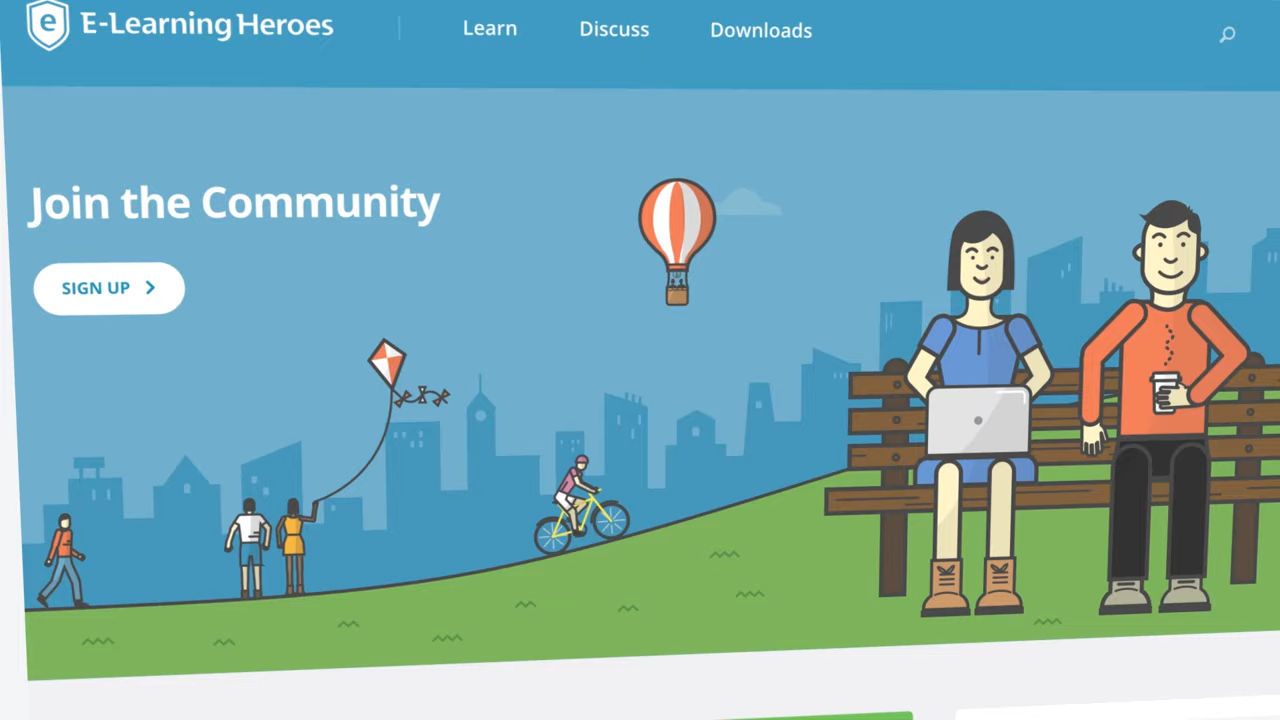 e E-Learning Heroes
Learn
Discuss
Downloads
Join the Community
SIGN UP